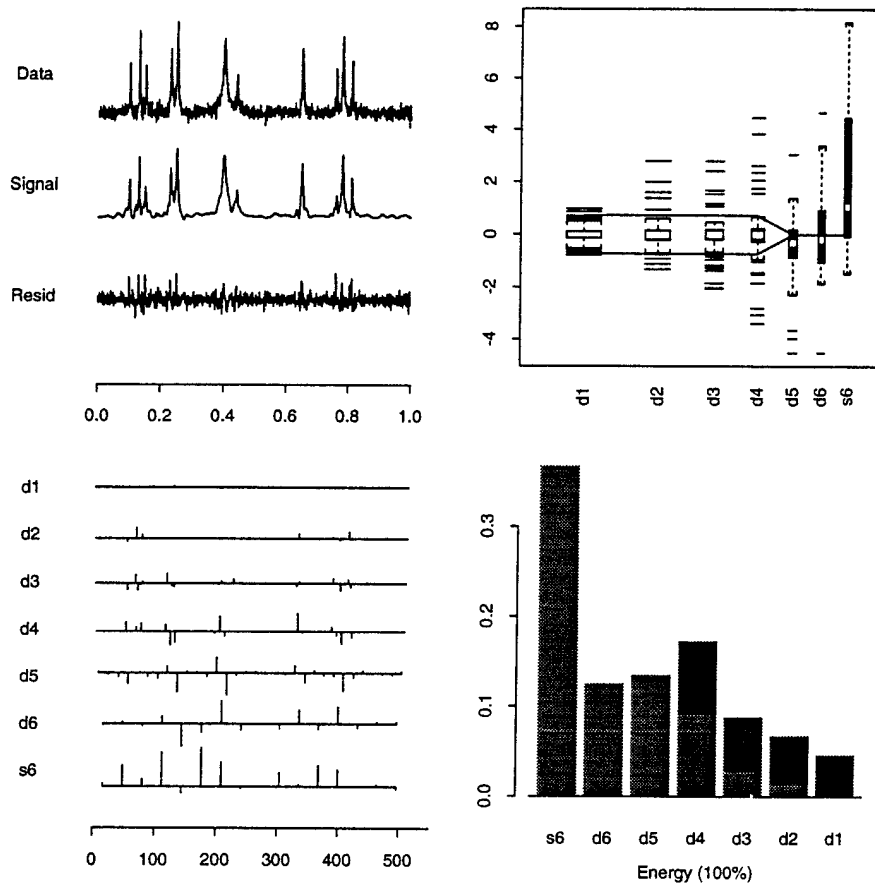 Data
Signal
Resid
0.0 0.2 0.4 0.6 0.8 1.0
8
6
4
2
0
-2
-4
d1 d2 d3 d4 d5 d6 s6
d1
d2
d3
d4
d5
d6
s6
0 100 200 300 400 500
0.3
0.2
0.1
0.0
s6 d6 d5 d4 d3 d2 d1
Energy (100%)